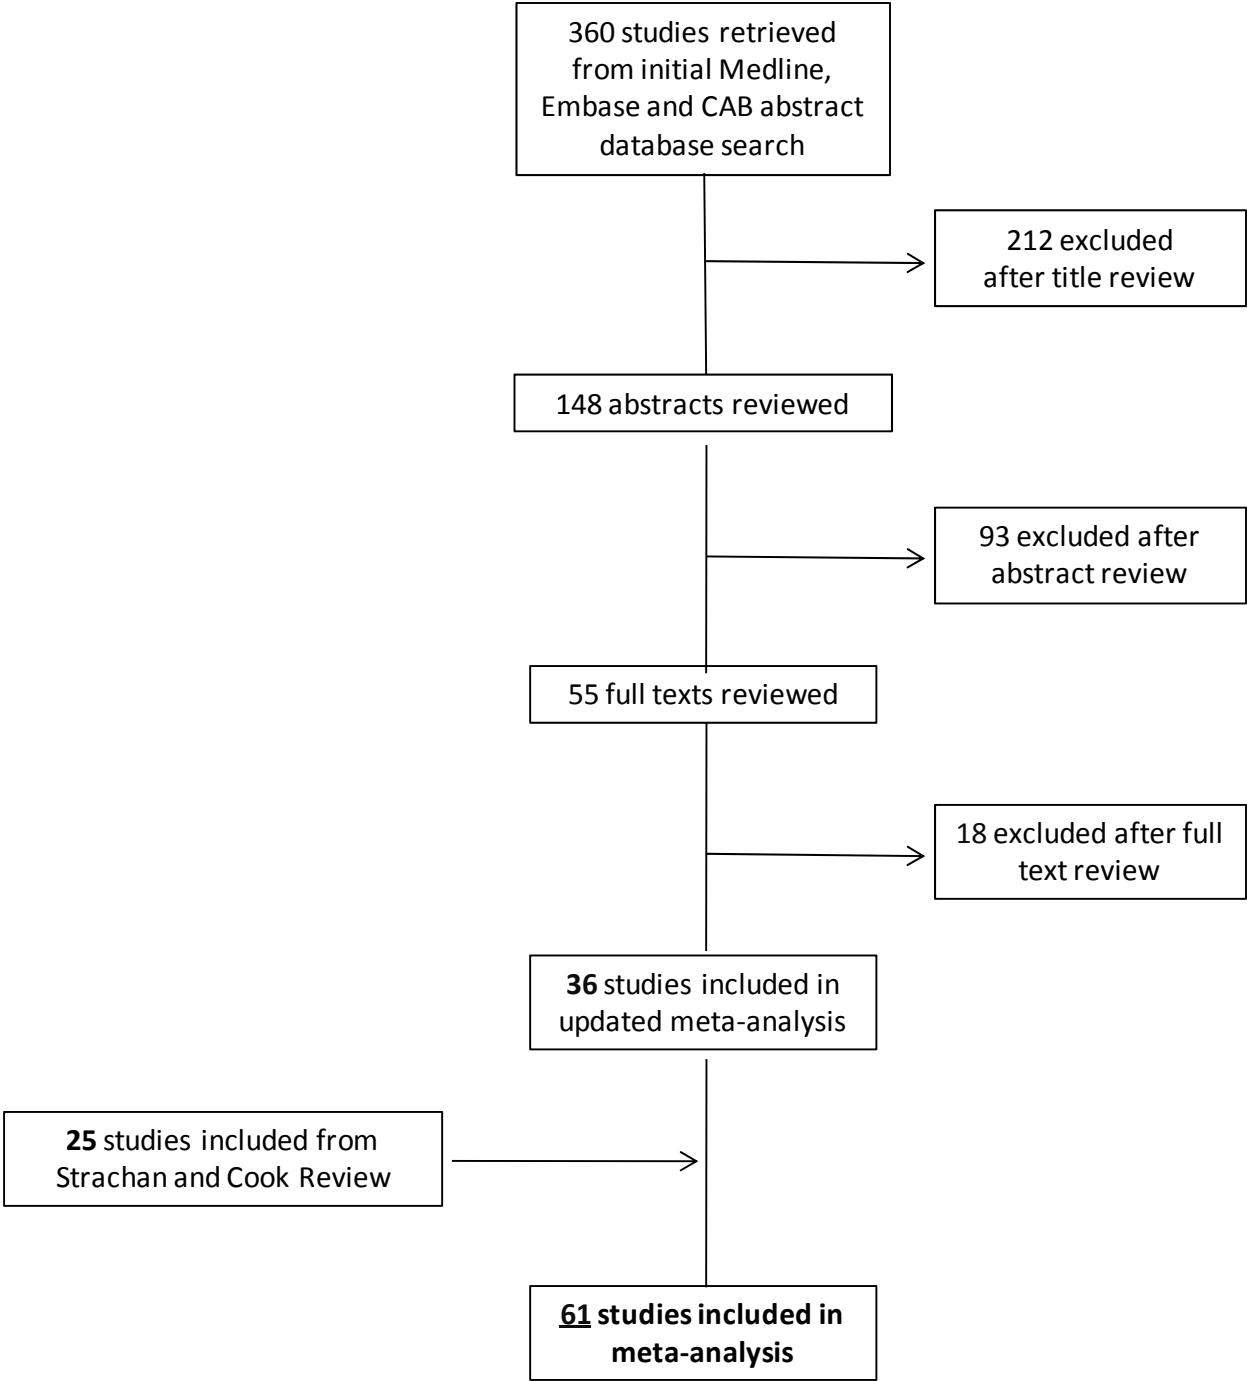 360 studies retrieved
from initial Medline,
Embase and CAB abstract
database search
212 excluded
after title review
148 abstracts reviewed
93 excluded after
abstract review
55 full texts reviewed
18 excluded after full
text review
36 studies included in
updated meta-analysis
25 studies included from
Strachan and Cook Review
61 studies included in
meta-analysis